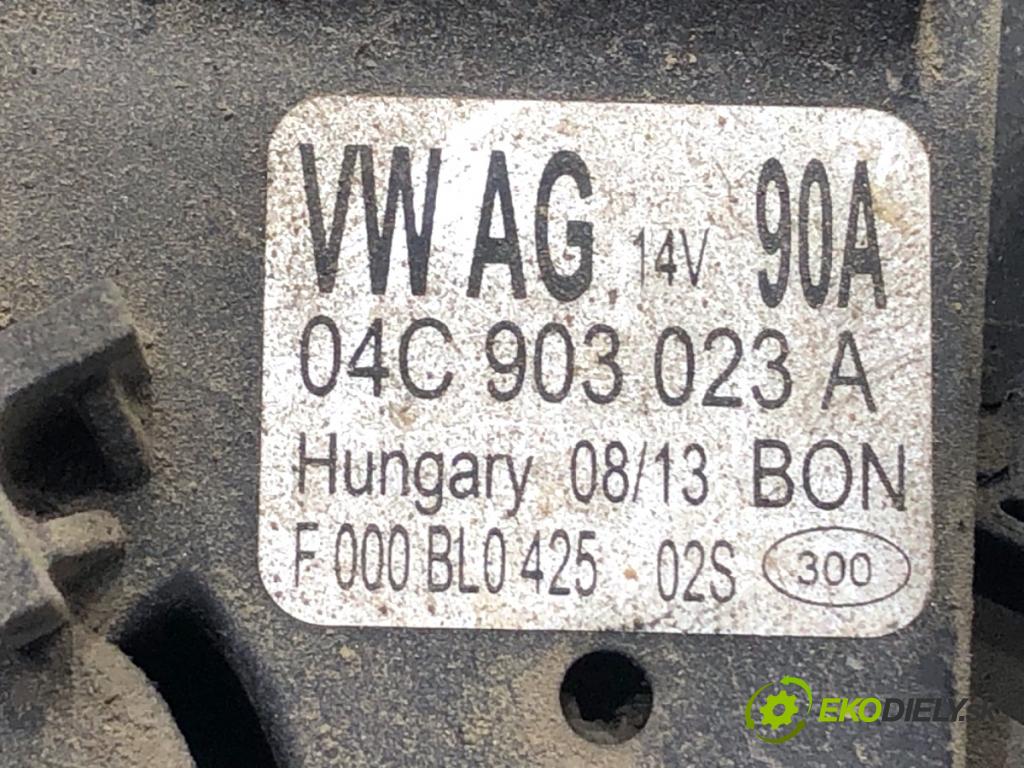 VW AG 14V 90A
04C 903 023 A
Hungary 08/13 BON
F 000 BL0 425 02S 300
EKODIELY.